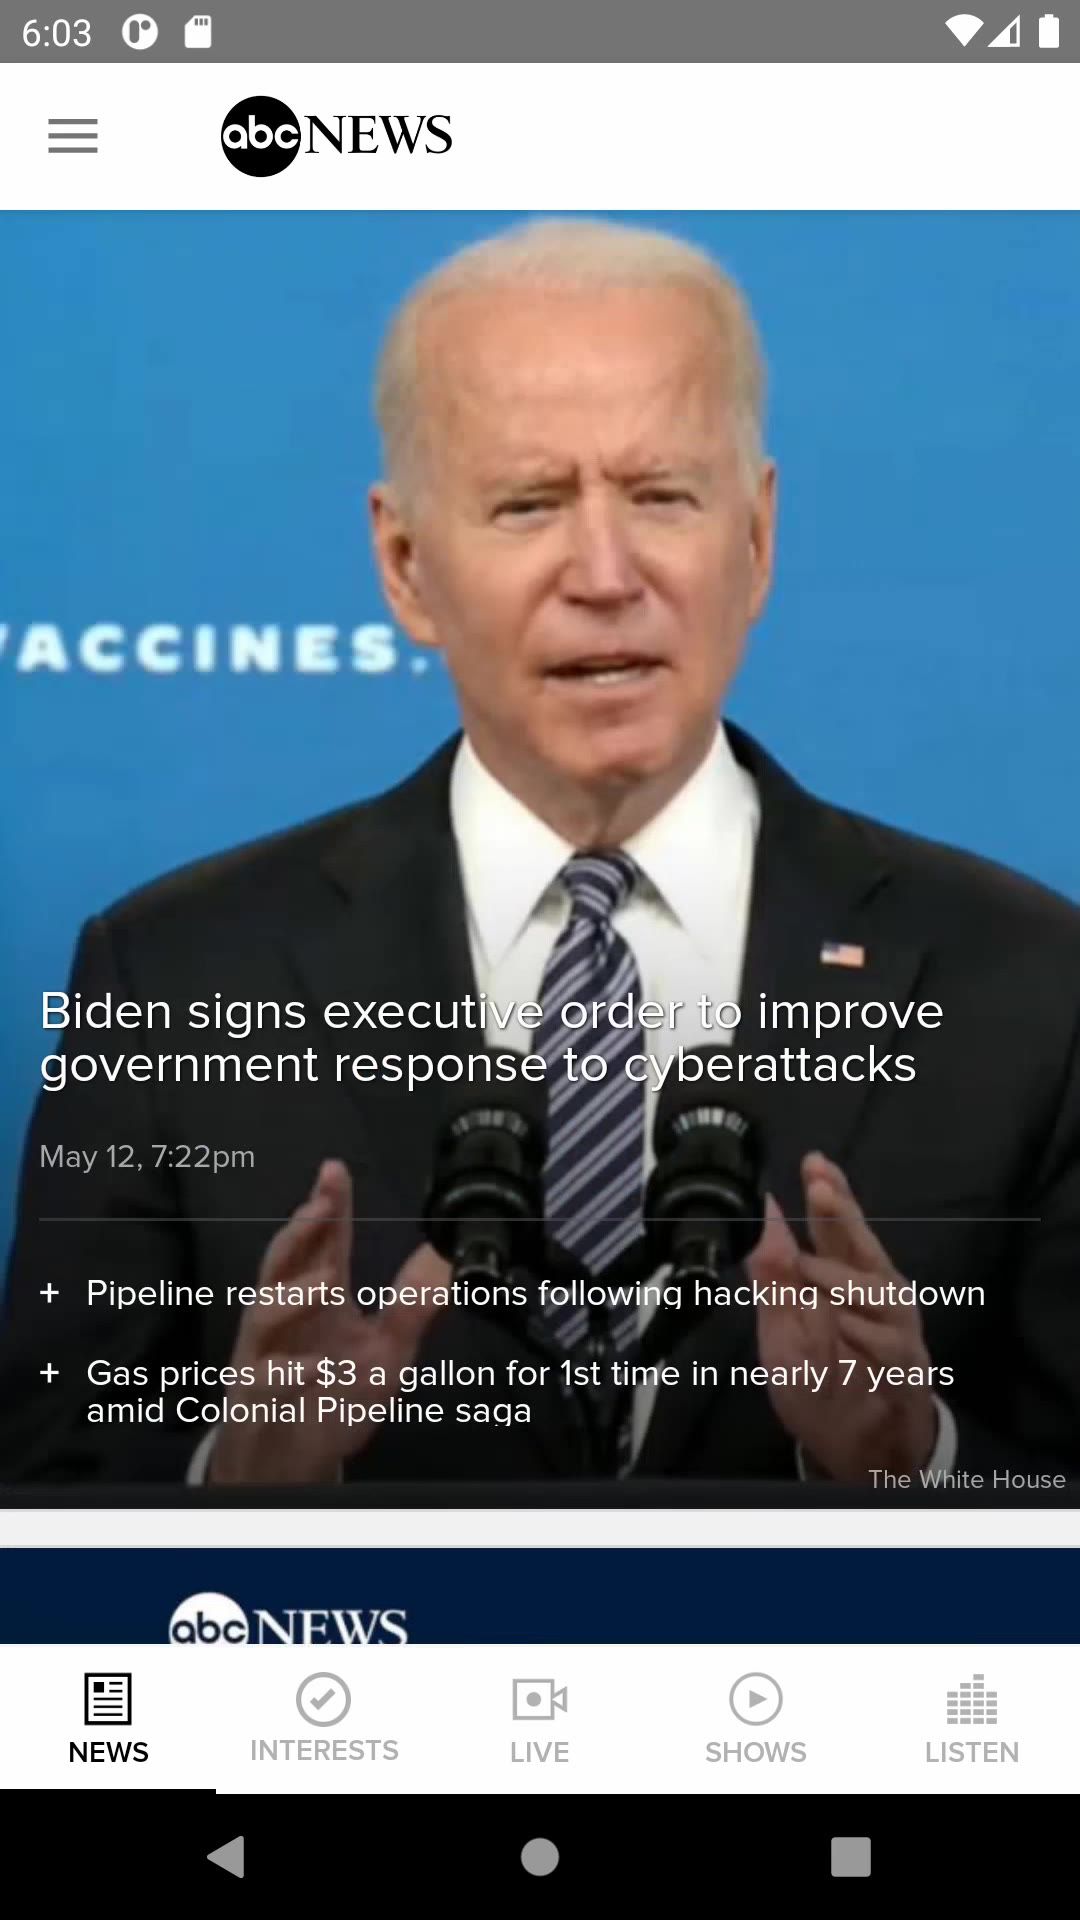 6:03
abc NEWS
VACCINES.
Biden signs executive order to improve
government response to cyberattacks
May 12, 7:22pm
+ Pipeline restarts operations following hacking shutdown
+ Gas prices hit $3 a gallon for 1st time in nearly 7 years
amid Colonial Pipeline saga
The White House
abc NEWS
NEWS INTERESTS LIVE SHOWS LISTEN